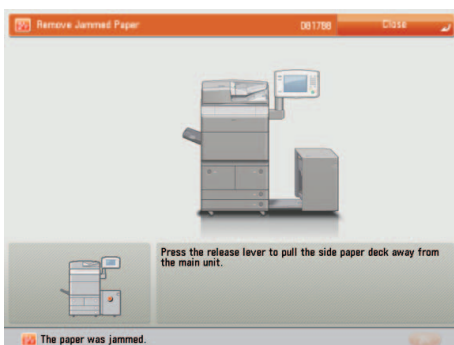 Remove Jammed Paper
D81788
Close
Press the release lever to pull the side paper deck away from
the main unit.
The paper was jammed.